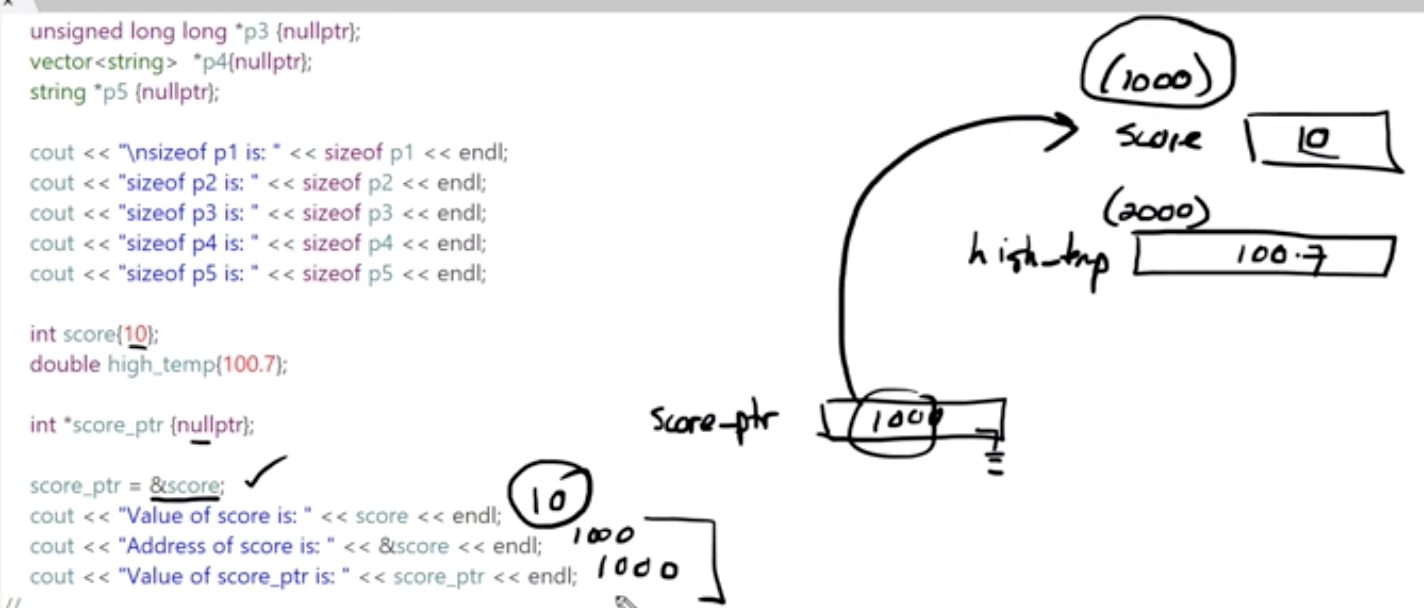 unsigned long long *p3 {nullptr};
vector<string>  *p4{nullptr};
string *p5 {nullptr};
cout << "\nsizeof p1 is: " << sizeof p1 << endl;
cout << "sizeof p2 is: " << sizeof p2 << endl;
cout << "sizeof p3 is: " << sizeof p3 << endl;
cout << "sizeof p4 is: " << sizeof p4 << endl;
cout << "sizeof p5 is: " << sizeof p5 << endl;
int score{10};
double high_temp{100.7};
int *score_ptr {nullptr};
score_ptr = &score;
cout << "Value of score is: " << score << endl;
cout << "Address of score is: " << &score << endl;
cout << "Value of score_ptr is: " << score_ptr << endl;
//
10
1000
1000
(1000)
score 10
(2000)
high_tmp 100.7
score_ptr 1000